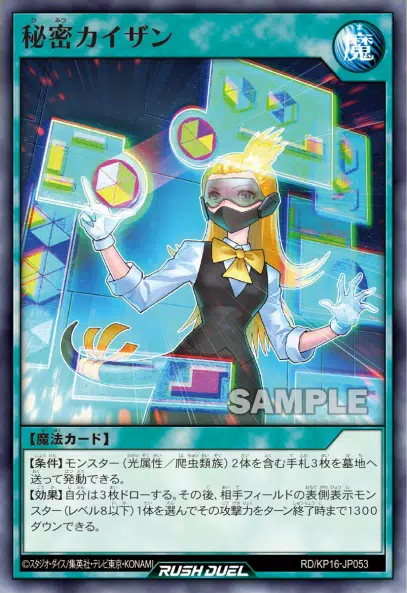 秘密カイザン
魔
SAMPLE
【魔法カード】
【条件】モンスター(光属性/爬虫類族)2体を含む手札3枚を墓地へ
送って発動できる。
【効果】自分は3枚ドローする。その後、相手フィールドの表側表示モン
スター(レベル8以下)1体を選んでその攻撃力をターン終了時まで1300
ダウンできる。
©スタジオ・ダイス/集英社・テレビ東京・KONAMI
RUSH DUEL
RD/KP16-JP053